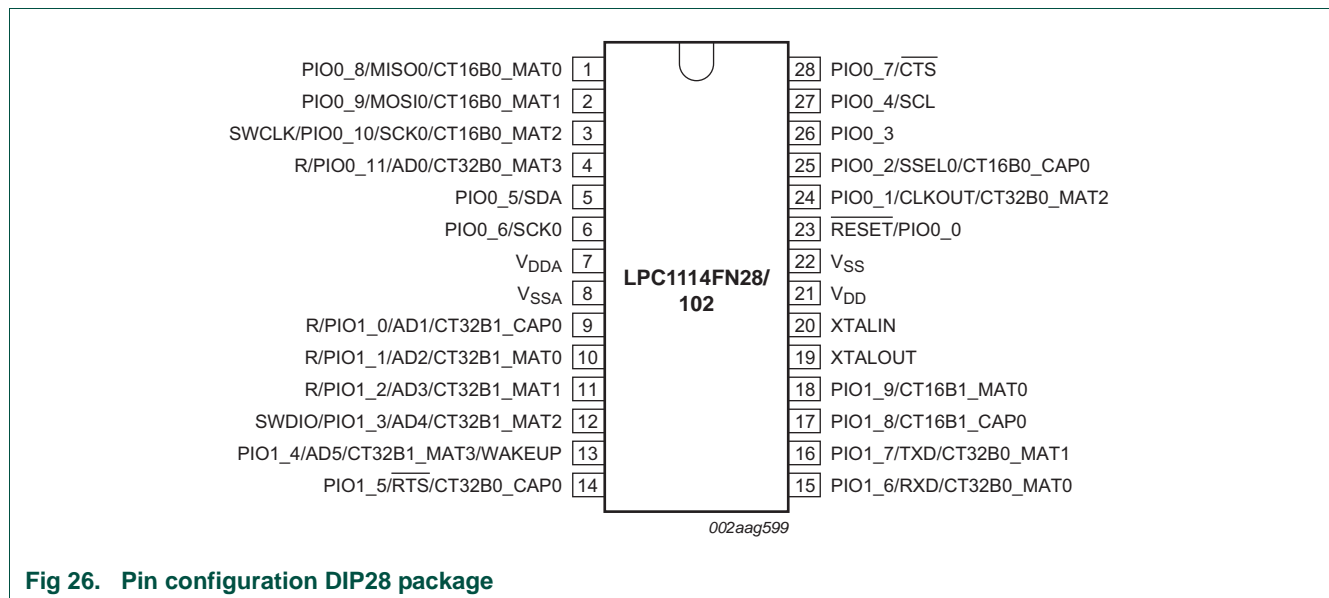 PIO0_8/MISO0/CT16B0_MAT0 1 28 PIO0_7/CTS
PIO0_9/MOSI0/CT16B0_MAT1 2 27 PIO0_4/SCL
SWCLK/PIO0_10/SCK0/CT16B0_MAT2 3 26 PIO0_3
R/PIO0_11/AD0/CT32B0_MAT3 4 25 PIO0_2/SSEL0/CT16B0_CAP0
PIO0_5/SDA 5 24 PIO0_1/CLKOUT/CT32B0_MAT2
PIO0_6/SCK0 6 23 RESET/PIO0_0
VDDA 7 22 VSS
LPC1114FN28/
102
VSSA 8 21 VDD
R/PIO1_0/AD1/CT32B1_CAP0 9 20 XTALIN
R/PIO1_1/AD2/CT32B1_MAT0 10 19 XTALOUT
R/PIO1_2/AD3/CT32B1_MAT1 11 18 PIO1_9/CT16B1_MAT0
SWDIO/PIO1_3/AD4/CT32B1_MAT2 12 17 PIO1_8/CT16B1_CAP0
PIO1_4/AD5/CT32B1_MAT3/WAKEUP 13 16 PIO1_7/TXD/CT32B0_MAT1
PIO1_5/RTS/CT32B0_CAP0 14 15 PIO1_6/RXD/CT32B0_MAT0
002aag599
Fig 26. Pin configuration DIP28 package